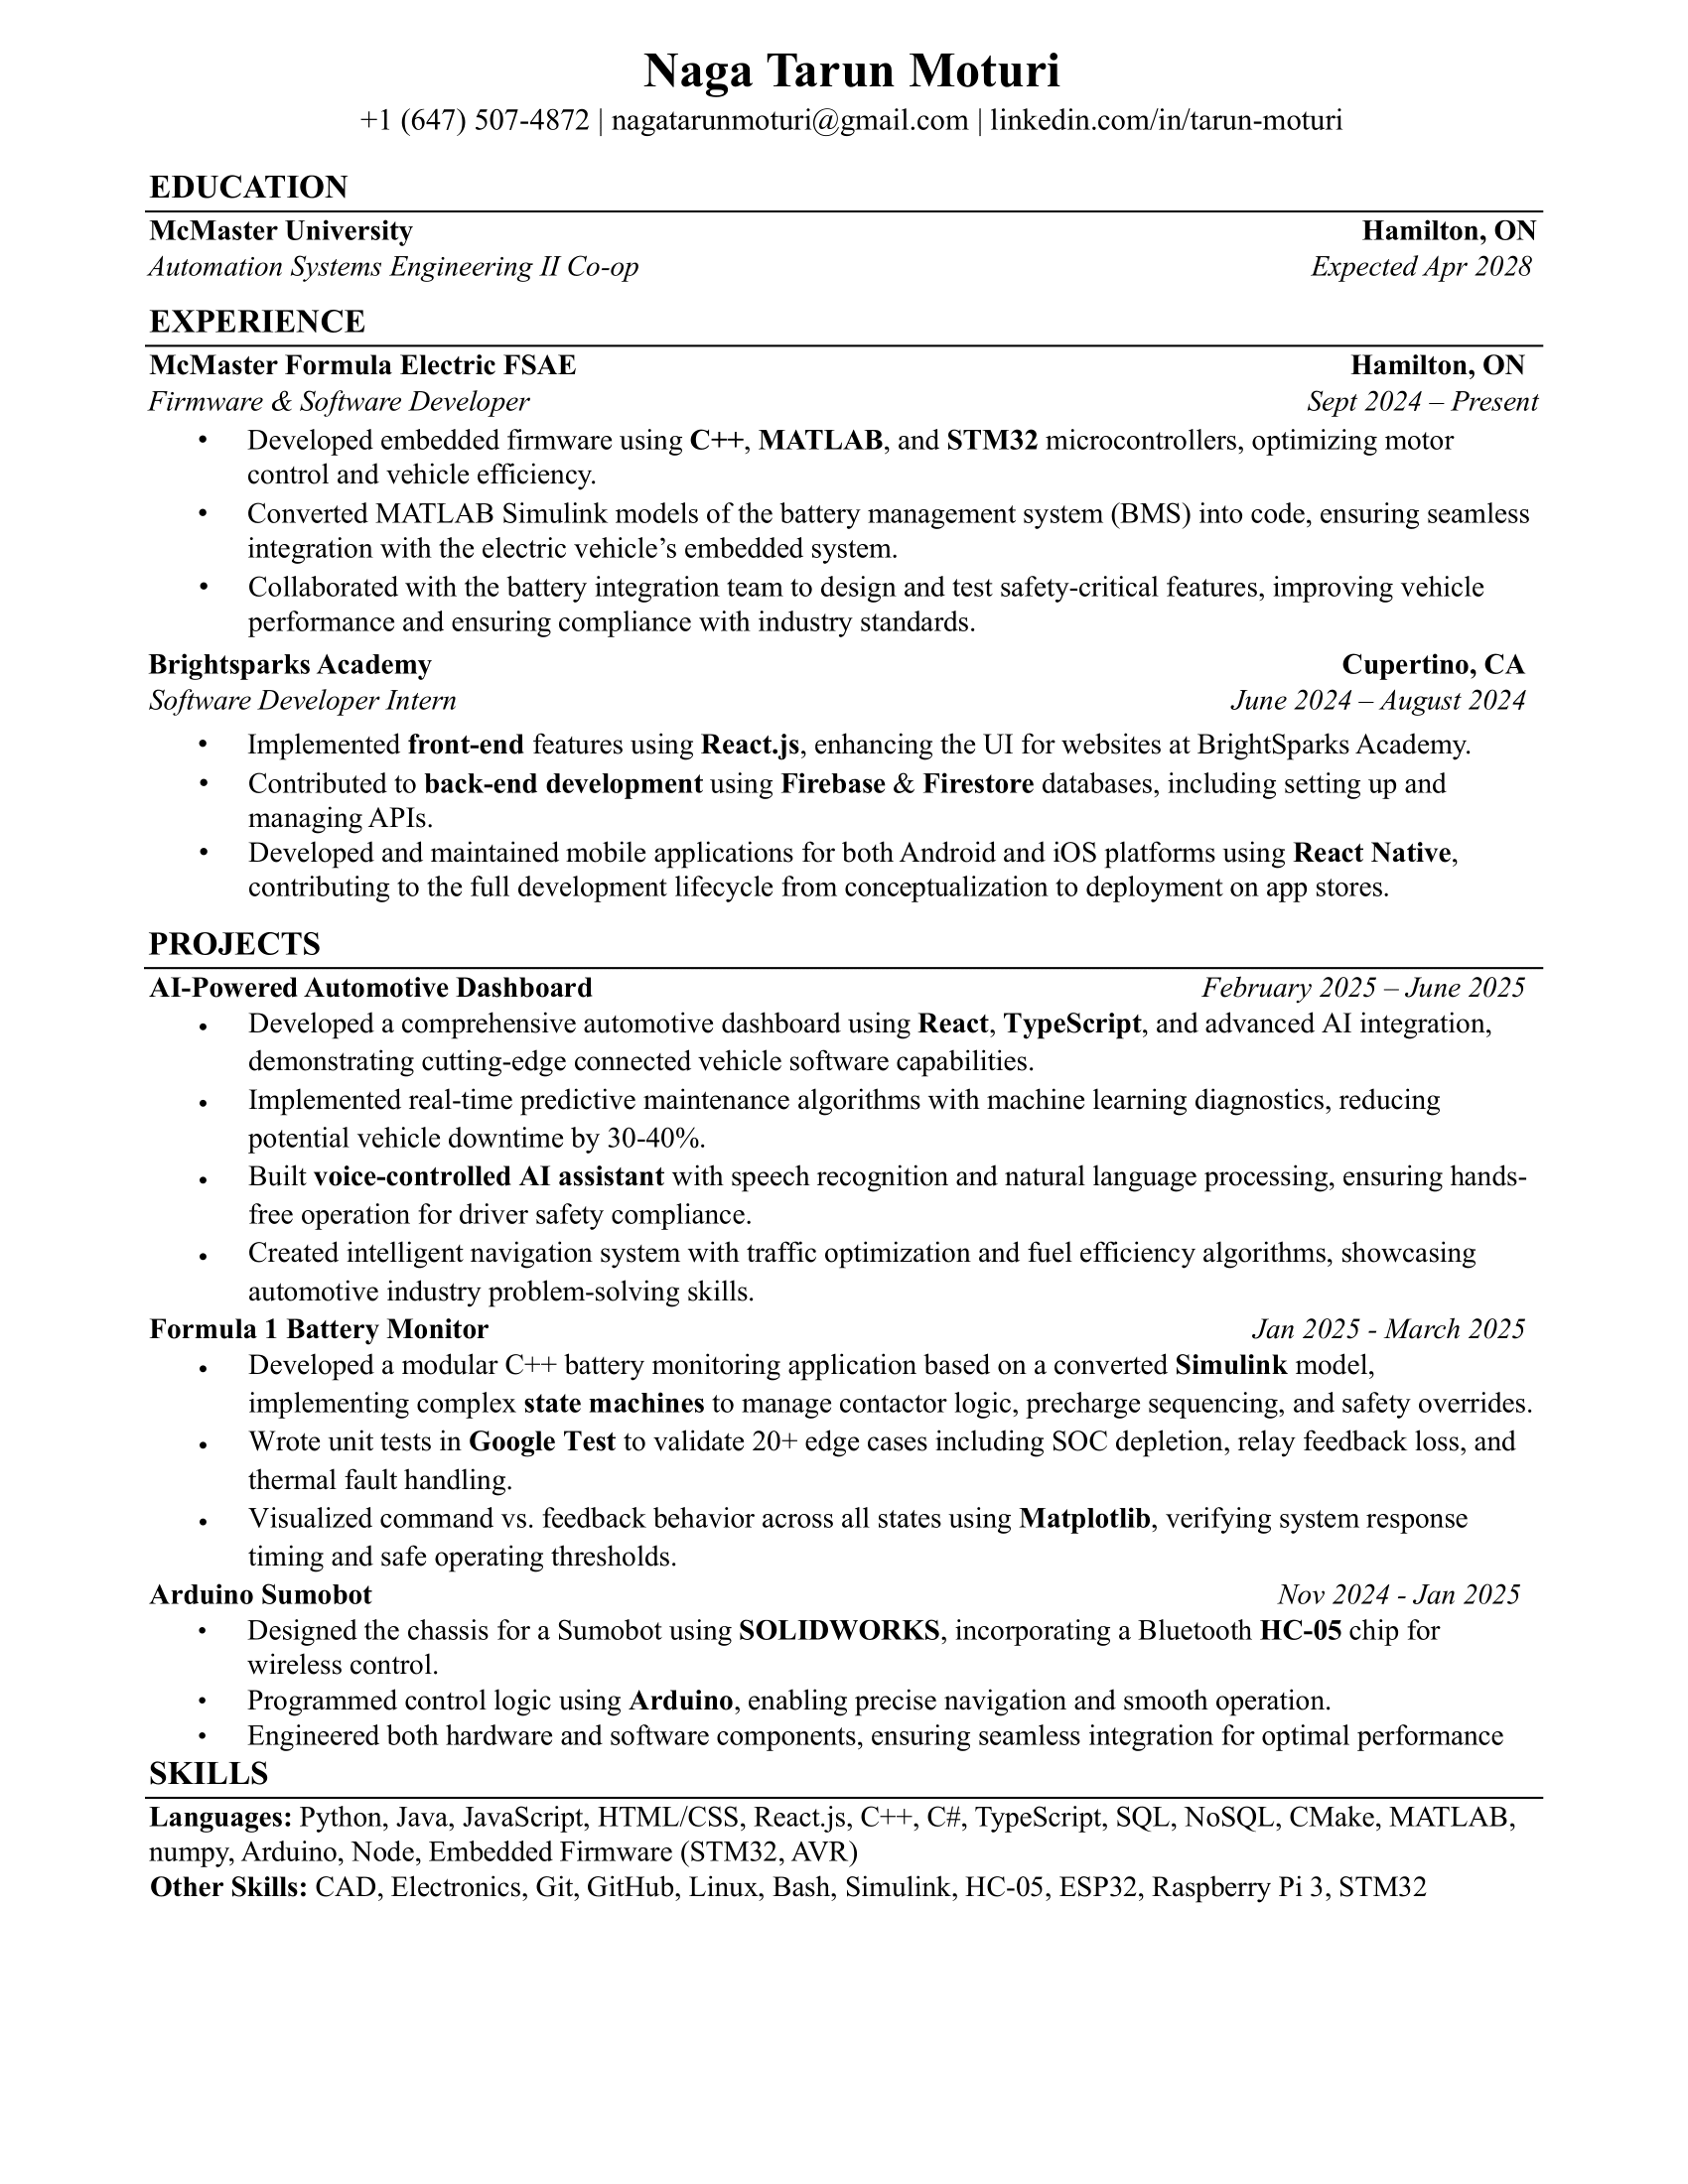 Naga Tarun Moturi
+1 (647) 507-4872 | nagatarunmoturi@gmail.com | linkedin.com/in/tarun-moturi
EDUCATION
McMaster University Hamilton, ON
Automation Systems Engineering II Co-op Expected Apr 2028
EXPERIENCE
McMaster Formula Electric FSAE Hamilton, ON
Firmware & Software Developer Sept 2024 – Present
• Developed embedded firmware using C++, MATLAB, and STM32 microcontrollers, optimizing motor
control and vehicle efficiency.
• Converted MATLAB Simulink models of the battery management system (BMS) into code, ensuring seamless
integration with the electric vehicle’s embedded system.
• Collaborated with the battery integration team to design and test safety-critical features, improving vehicle
performance and ensuring compliance with industry standards.
Brightsparks Academy Cupertino, CA
Software Developer Intern June 2024 – August 2024
• Implemented front-end features using React.js, enhancing the UI for websites at BrightSparks Academy.
• Contributed to back-end development using Firebase & Firestore databases, including setting up and
managing APIs.
• Developed and maintained mobile applications for both Android and iOS platforms using React Native,
contributing to the full development lifecycle from conceptualization to deployment on app stores.
PROJECTS
AI-Powered Automotive Dashboard February 2025 – June 2025
• Developed a comprehensive automotive dashboard using React, TypeScript, and advanced AI integration,
demonstrating cutting-edge connected vehicle software capabilities.
• Implemented real-time predictive maintenance algorithms with machine learning diagnostics, reducing
potential vehicle downtime by 30-40%.
• Built voice-controlled AI assistant with speech recognition and natural language processing, ensuring hands-
free operation for driver safety compliance.
• Created intelligent navigation system with traffic optimization and fuel efficiency algorithms, showcasing
automotive industry problem-solving skills.
Formula 1 Battery Monitor Jan 2025 - March 2025
• Developed a modular C++ battery monitoring application based on a converted Simulink model,
implementing complex state machines to manage contactor logic, precharge sequencing, and safety overrides.
• Wrote unit tests in Google Test to validate 20+ edge cases including SOC depletion, relay feedback loss, and
thermal fault handling.
• Visualized command vs. feedback behavior across all states using Matplotlib, verifying system response
timing and safe operating thresholds.
Arduino Sumobot Nov 2024 - Jan 2025
• Designed the chassis for a Sumobot using SOLIDWORKS, incorporating a Bluetooth HC-05 chip for
wireless control.
• Programmed control logic using Arduino, enabling precise navigation and smooth operation.
• Engineered both hardware and software components, ensuring seamless integration for optimal performance
SKILLS
Languages: Python, Java, JavaScript, HTML/CSS, React.js, C++, C#, TypeScript, SQL, NoSQL, CMake, MATLAB,
numpy, Arduino, Node, Embedded Firmware (STM32, AVR)
Other Skills: CAD, Electronics, Git, GitHub, Linux, Bash, Simulink, HC-05, ESP32, Raspberry Pi 3, STM32